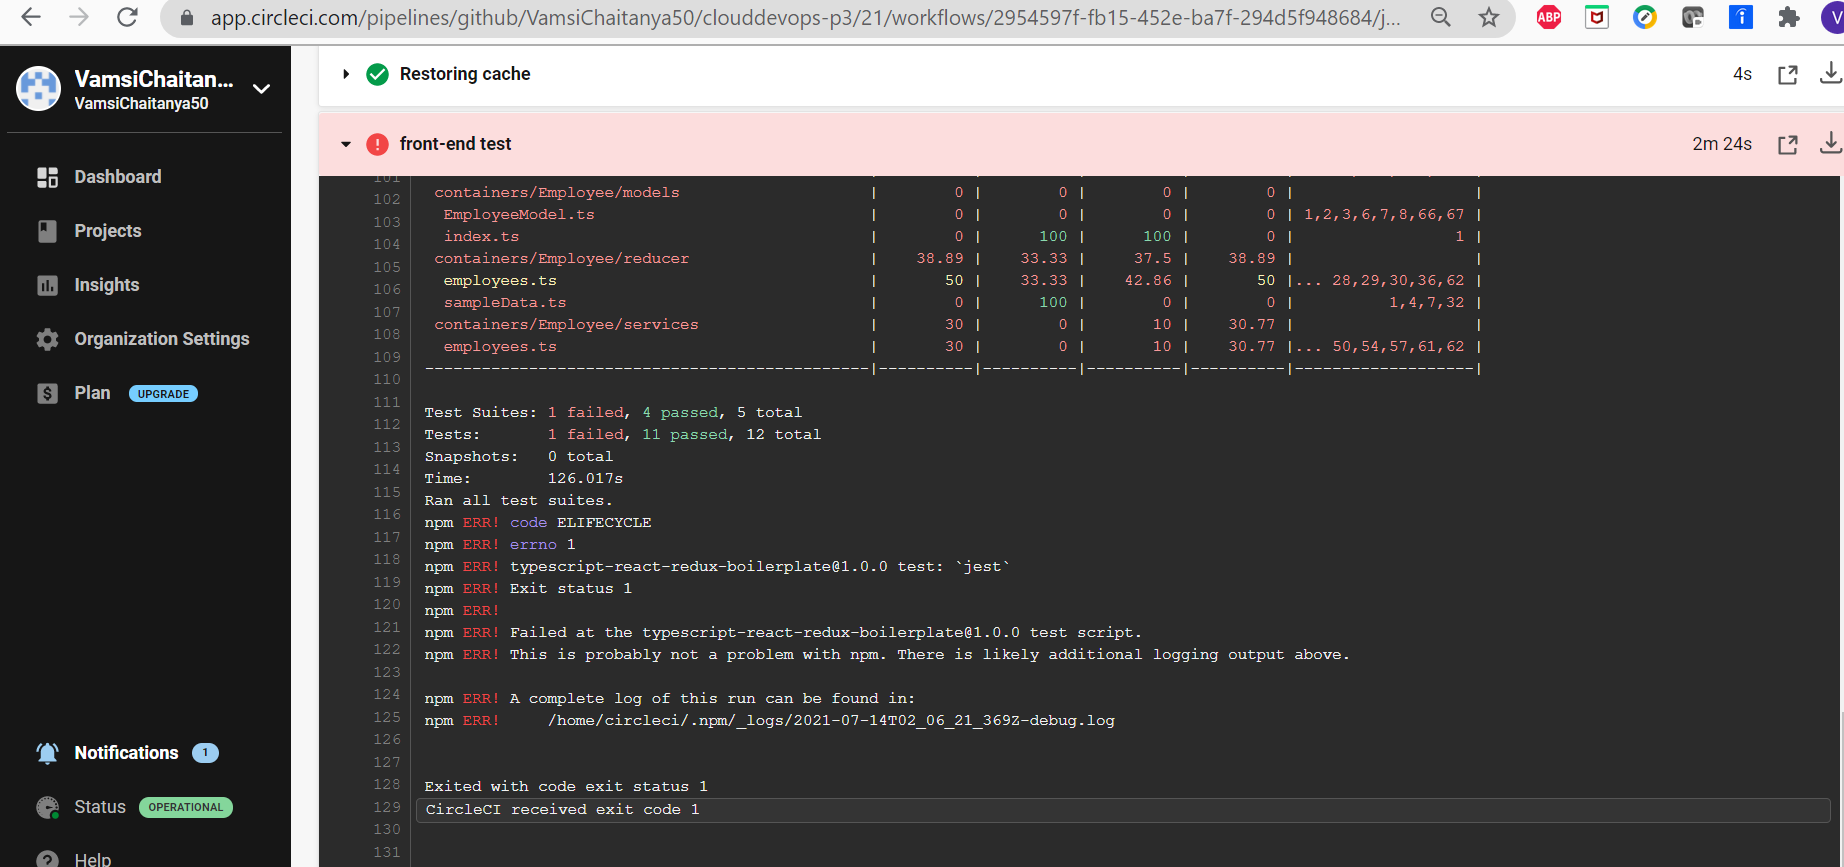 app.circleci.com/pipelines/github/VamsiChaitanya50/clouddevops-p3/21/workflows/2954597f-fb15-452e-ba7f-294d5f948684/j...
ABP
V
VamsiChaitan...
VamsiChaitanya50
Dashboard
Projects
Insights
Organization Settings
Plan UPGRADE
Notifications 1
Status OPERATIONAL
Help
Restoring cache 4s
front-end test 2m 24s
101
102 containers/Employee/models | 0 | 0 | 0 | 0 | |
103 EmployeeModel.ts | 0 | 0 | 0 | 0 | 1,2,3,6,7,8,66,67 |
104 index.ts | 0 | 100 | 100 | 0 | 1 |
105 containers/Employee/reducer | 38.89 | 33.33 | 37.5 | 38.89 | |
106 employees.ts | 50 | 33.33 | 42.86 | 50 |... 28,29,30,36,62 |
107 sampleData.ts | 0 | 100 | 0 | 0 | 1,4,7,32 |
108 containers/Employee/services | 30 | 0 | 10 | 30.77 | |
109 employees.ts | 30 | 0 | 10 | 30.77 |... 50,54,57,61,62 |
110 -----------------------------------------------|----------|----------|----------|----------|-------------------|
111
112 Test Suites: 1 failed, 4 passed, 5 total
113 Tests: 1 failed, 11 passed, 12 total
114 Snapshots: 0 total
115 Time: 126.017s
116 Ran all test suites.
117 npm ERR! code ELIFECYCLE
118 npm ERR! errno 1
119 npm ERR! typescript-react-redux-boilerplate@1.0.0 test: `jest`
120 npm ERR! Exit status 1
121 npm ERR!
122 npm ERR! Failed at the typescript-react-redux-boilerplate@1.0.0 test script.
123 npm ERR! This is probably not a problem with npm. There is likely additional logging output above.
124
125 npm ERR! A complete log of this run can be found in:
126 npm ERR! /home/circleci/.npm/_logs/2021-07-14T02_06_21_369Z-debug.log
127
128
129 Exited with code exit status 1
130 CircleCI received exit code 1
131